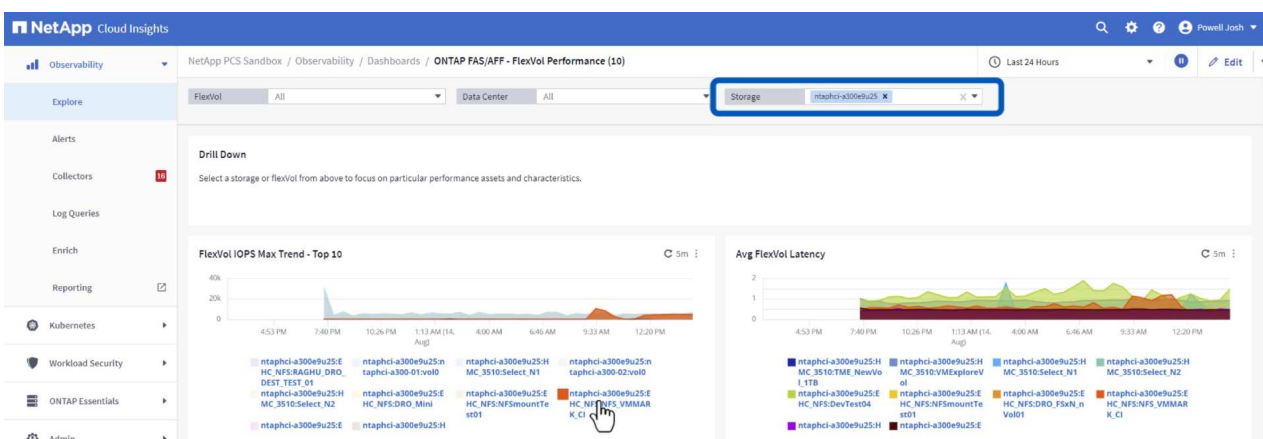 NetApp Cloud Insights
Powell Josh
Observability
NetApp PCS Sandbox / Observability / Dashboards / ONTAP FAS/AFF - FlexVol Performance (10)
Last 24 Hours
Edit
Explore
FlexVol All
Data Center All
Storage ntaphci-a300e9u25 x
Alerts
Drill Down
Collectors 16
Select a storage or flexVol from above to focus on particular performance assets and characteristics.
Log Queries
Enrich
FlexVol IOPS Max Trend - Top 10
5m
Avg FlexVol Latency
5m
Reporting
40k
20k
0
4:53 PM 7:40 PM 10:26 PM 1:13 AM (14. Aug) 4:00 AM 6:46 AM 9:33 AM 12:20 PM
2
1
0
4:53 PM 7:40 PM 10:26 PM 1:13 AM (14. Aug) 4:00 AM 6:46 AM 9:33 AM 12:20 PM
Kubernetes
Workload Security
ONTAP Essentials
Admin
ntaphci-a300e9u25:E
HC_NFS:RAGHU_DRO_
DEST_TEST_01
ntaphci-a300e9u25:n
taphci-a300-01:vol0
ntaphci-a300e9u25:H
MC_3510:Select_N1
ntaphci-a300e9u25:n
taphci-a300-02:vol0
ntaphci-a300e9u25:H
MC_3510:Select_N2
ntaphci-a300e9u25:E
HC_NFS:DRO_Mini
ntaphci-a300e9u25:E
HC_NFS:NFSmountTe
st01
ntaphci-a300e9u25:E
HC_NFS:NFS_VMMAR
K_CI
ntaphci-a300e9u25:E
ntaphci-a300e9u25:H
ntaphci-a300e9u25:H
MC_3510:TME_NewVo
l_1TB
ntaphci-a300e9u25:H
MC_3510:VMExploreV
ol
ntaphci-a300e9u25:H
MC_3510:Select_N1
ntaphci-a300e9u25:H
MC_3510:Select_N2
ntaphci-a300e9u25:E
HC_NFS:DevTest04
ntaphci-a300e9u25:E
HC_NFS:NFSmountTe
st01
ntaphci-a300e9u25:E
HC_NFS:DRO_FSxN_n
Vol01
ntaphci-a300e9u25:E
HC_NFS:NFS_VMMAR
K_CI
ntaphci-a300e9u25:H
ntaphci-a300e9u25:E